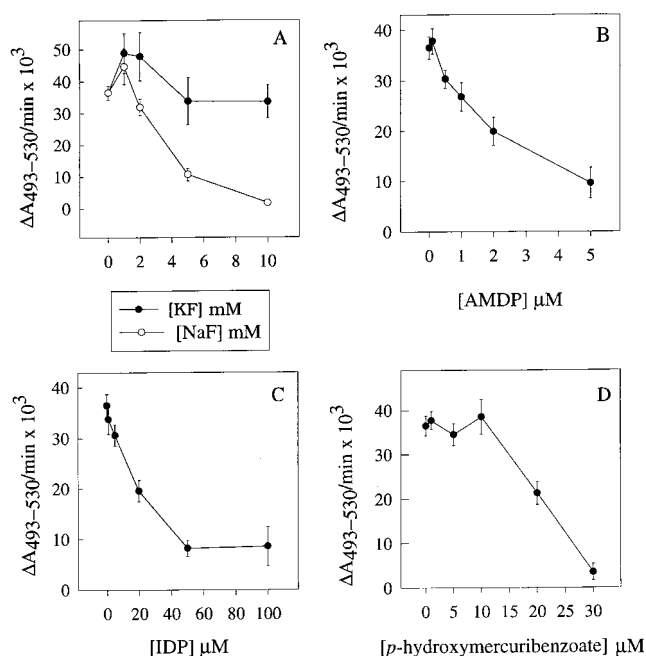 A
ΔA493–530/min x 10³
50
40
30
20
10
0
0 2 4 6 8 10
B
ΔA493–530/min x 10³
40
30
20
10
0
0 1 2 3 4 5
[AMDP] μM
[KF] mM
[NaF] mM
C
ΔA493–530/min x 10³
40
30
20
10
0
0 20 40 60 80 100
[IDP] μM
D
ΔA493–530/min x 10³
40
30
20
10
0
0 5 10 15 20 25 30
[p-hydroxymercuribenzoate] μM